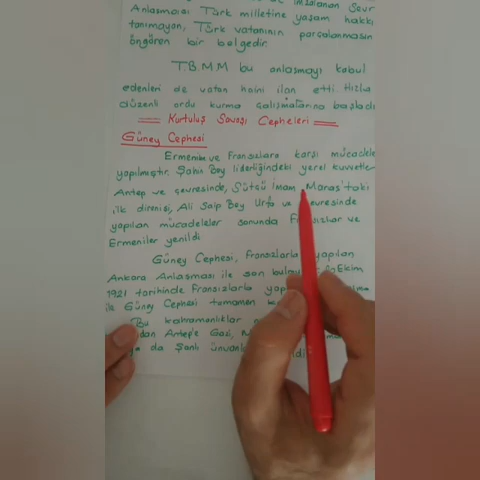 imzalanan Sevr
Anlaşması Türk milletine yaşam hakkı
tanımayan, Türk vatanının parçalanmasın
öngören bir belgedir.
TBMM bu anlaşmayı kabul
edenleri de vatan haini ilan etti. Hızla
düzenli ordu kurma çalışmalarına başladı
Kurtuluş Savaşı Cepheleri
Güney Cephesi
Ermeni ve Fransızlara karşı mücadele
yapılmıştır. Şahin Bey liderliğindeki yerel kuvvetler
Antep ve çevresinde, Sütçü İmam Maraş'taki
ilk direnişi, Ali Saip Bey Urfa ve çevresinde
yapılan mücadeleler sonunda Fransızlar ve
Ermeniler yenildi.
Güney Cephesi, Fransızlarla yapılan
Ankara Anlaşması ile son Ekim
1921 tarihinde Fransızlarla
ile Güney Cephesi tamamen
Bu kahramanlıklar
Antep'e Gazi,
da Şanlı